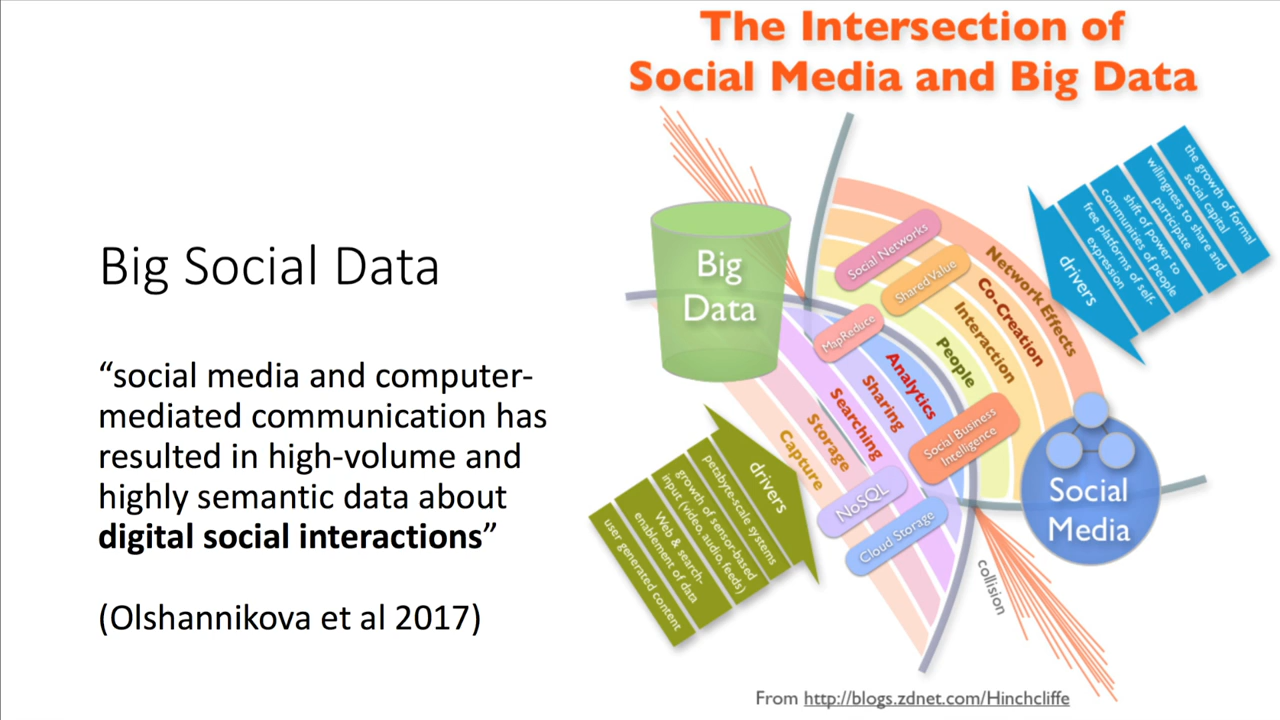 The Intersection of
Social Media and Big Data
Big Social Data
“social media and computer-
mediated communication has
resulted in high-volume and
highly semantic data about
digital social interactions”
(Olshannikova et al 2017)
Big
Data
Social Networks
Shared Value
MapReduce
Network Effects
Co-Creation
Interaction
People
Analytics
Sharing
Searching
Storage
Capture
Social Business
Intelligence
NoSQL
Cloud Storage
Social
Media
collision
drivers
the growth of formal
social capital
willingness to share and
participate
shift of power to
communities of people
free platforms of self-
expression
drivers
petabyte-scale systems
growth of sensor-based
input (video, audio, feeds)
Web & search-
enablement of data
user generated content
From http://blogs.zdnet.com/Hinchcliffe